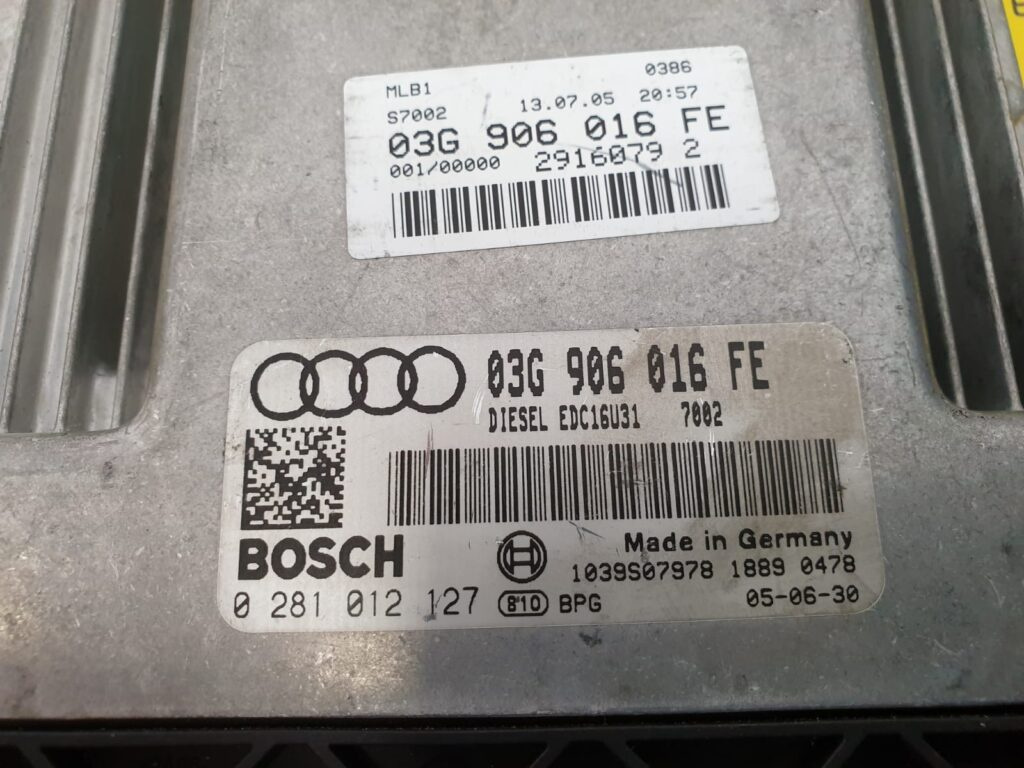 MLB1 0386
S7002 13.07.05 20:57
03G 906 016 FE
001/00000 2916079 2
03G 906 016 FE
DIESEL EDC16U31 7002
BOSCH Made in Germany
1039S07978 1889 0478
0 281 012 127 810 BPG 05-06-30